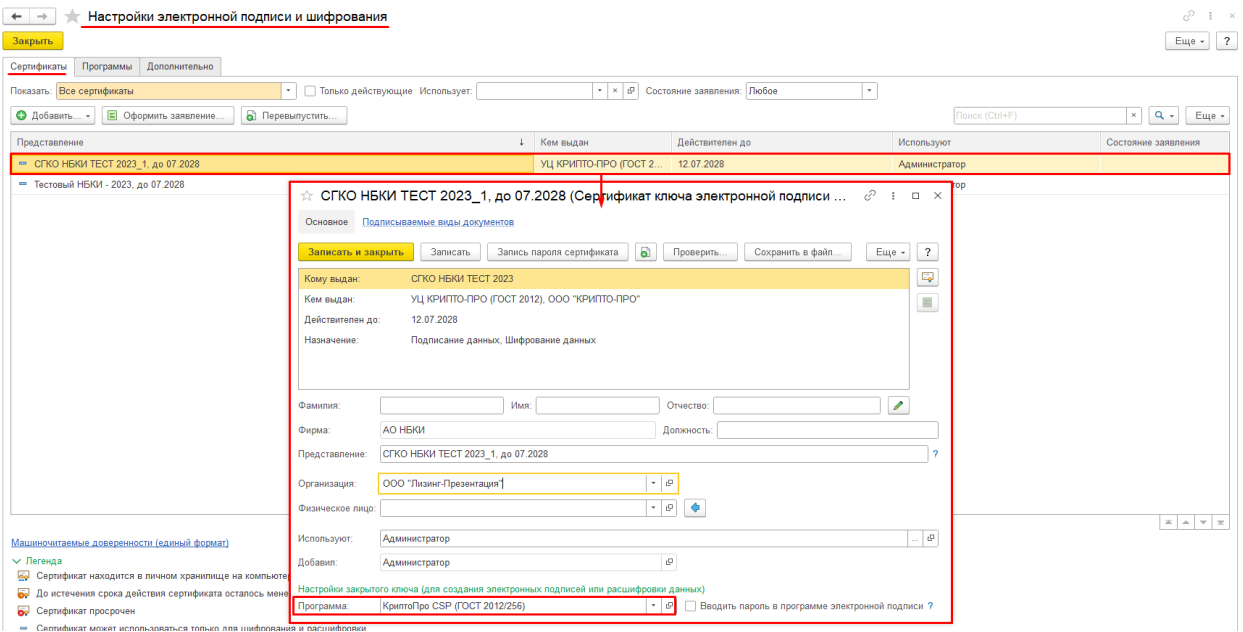 Настройки электронной подписи и шифрования
Закрыть
Еще
?
Сертификаты Программы Дополнительно
Показать: Все сертификаты Только действующие Использует: Состояние заявления: Любое
Добавить... Оформить заявление... Перевыпустить... Поиск (Ctrl+F) Еще
Представление Кем выдан Действителен до Используют Состояние заявления
СГКО НБКИ ТЕСТ 2023_1, до 07.2028 УЦ КРИПТО-ПРО (ГОСТ 2... 12.07.2028 Администратор
Тестовый НБКИ - 2023, до 07.2028
СГКО НБКИ ТЕСТ 2023_1, до 07.2028 (Сертификат ключа электронной подписи ...
Основное Подписываемые виды документов
Записать и закрыть Записать Запись пароля сертификата Проверить... Сохранить в файл... Еще ?
Кому выдан: СГКО НБКИ ТЕСТ 2023
Кем выдан: УЦ КРИПТО-ПРО (ГОСТ 2012), ООО "КРИПТО-ПРО"
Действителен до: 12.07.2028
Назначение: Подписание данных, Шифрование данных
Фамилия: Имя: Отчество:
Фирма: АО НБКИ Должность:
Представление: СГКО НБКИ ТЕСТ 2023_1, до 07.2028 ?
Организация: ООО "Лизинг-Презентация"
Физическое лицо:
Используют: Администратор
Добавил: Администратор
Настройки закрытого ключа (для создания электронных подписей или расшифровки данных)
Программа: КриптоПро CSP (ГОСТ 2012/256) Вводить пароль в программе электронной подписи ?
Машиночитаемые доверенности (единый формат)
Легенда
Сертификат находится в личном хранилище на компьютере
До истечения срока действия сертификата осталось мене
Сертификат просрочен
Сертификат может использоваться только для шифрования и расшифровки